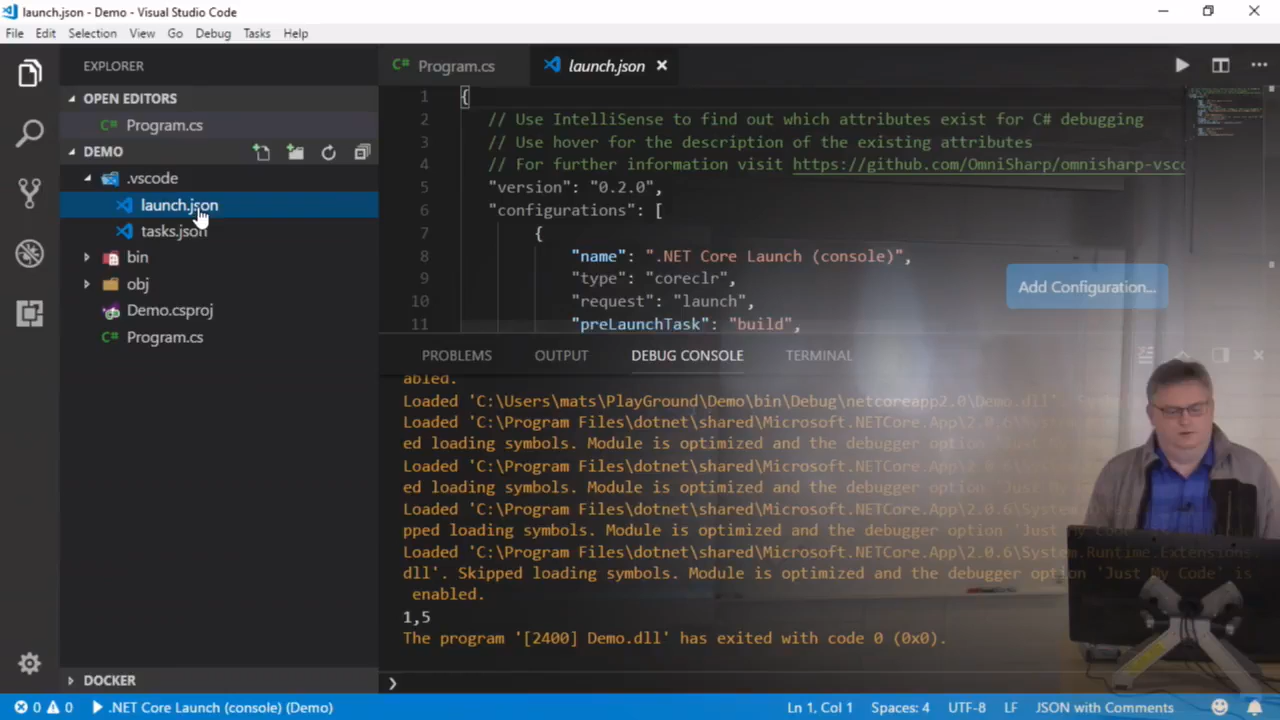 launch.json - Demo - Visual Studio Code
File Edit Selection View Go Debug Tasks Help
EXPLORER
OPEN EDITORS
Program.cs
DEMO
.vscode
launch.json
tasks.json
bin
obj
Demo.csproj
Program.cs
DOCKER
Program.cs launch.json
1 {
2 // Use IntelliSense to find out which attributes exist for C# debugging
3 // Use hover for the description of the existing attributes
4 // For further information visit https://github.com/OmniSharp/omnisharp-vsco
5 "version": "0.2.0",
6 "configurations": [
7 {
8 "name": ".NET Core Launch (console)",
9 "type": "coreclr",
10 "request": "launch",
11 "preLaunchTask": "build",
Add Configuration...
PROBLEMS OUTPUT DEBUG CONSOLE TERMINAL
abled.
Loaded 'C:\Users\mats\PlayGround\Demo\bin\Debug\netcoreapp2.0\Demo.dll'.
Loaded 'C:\Program Files\dotnet\shared\Microsoft.NETCore.App\2.0.6\
ed loading symbols. Module is optimized and the debugger option 'Just
Loaded 'C:\Program Files\dotnet\shared\Microsoft.NETCore.App\2.0.6\
ed loading symbols. Module is optimized and the debugger option
Loaded 'C:\Program Files\dotnet\shared\Microsoft.NETCore.App\2.0.6\
pped loading symbols. Module is optimized and the debugger option 'Just My
Loaded 'C:\Program Files\dotnet\shared\Microsoft.NETCore.App\2.0.6\System.Runtime.Extensions.
dll'. Skipped loading symbols. Module is optimized and the debugger option 'Just My Code' is
enabled.
1,5
The program '[2400] Demo.dll' has exited with code 0 (0x0).
0 0 .NET Core Launch (console) (Demo) Ln 1, Col 1 Spaces: 4 UTF-8 LF JSON with Comments